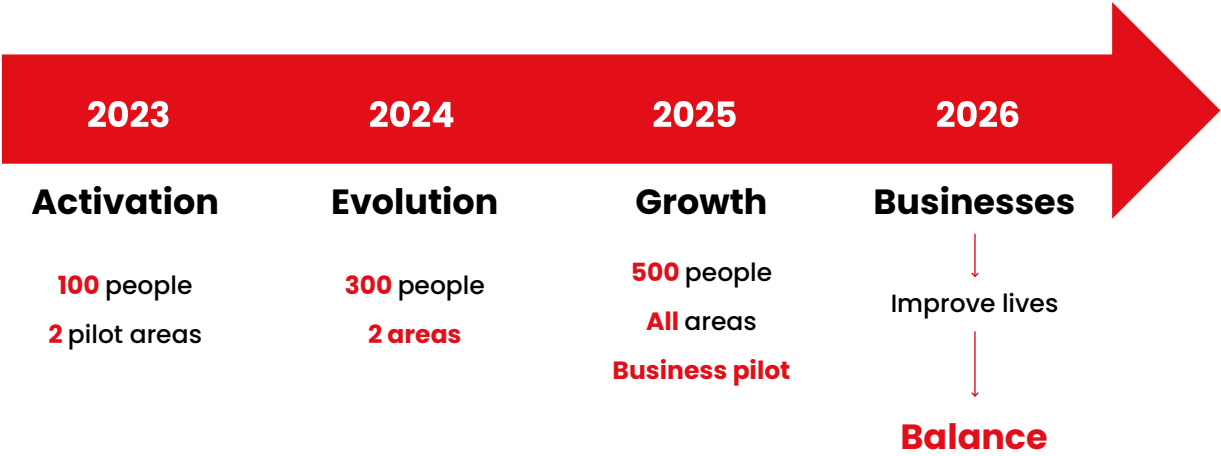 2023
2024
2025
2026
Activation
Evolution
Growth
Businesses
100 people
2 pilot areas
300 people
2 areas
500 people
All areas
Business pilot
Improve lives
Balance